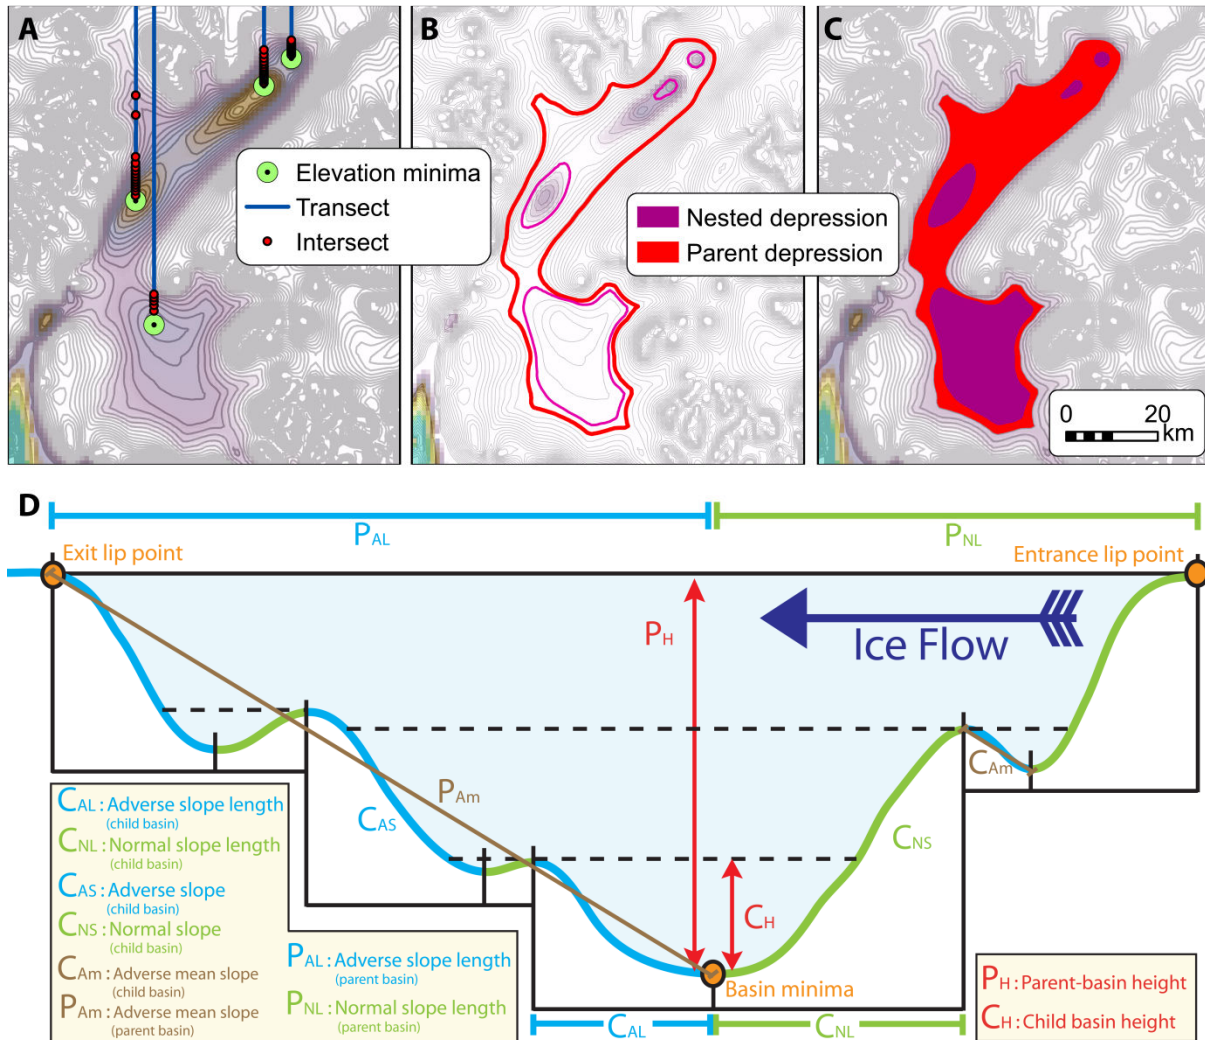 A
B
C
Elevation minima
Transect
Intersect
Nested depression
Parent depression
0 20
km
D
PAL
PNL
Exit lip point
Entrance lip point
PH
Ice Flow
CAm
PAm
CAS
CNS
CH
Basin minima
CAL
CNL
CAL : Adverse slope length
(child basin)
CNL : Normal slope length
(child basin)
CAS : Adverse slope
(child basin)
CNS : Normal slope
(child basin)
CAm : Adverse mean slope
(child basin)
PAm : Adverse mean slope
(parent basin)
PAL : Adverse slope length
(parent basin)
PNL : Normal slope length
(parent basin)
PH : Parent-basin height
CH : Child basin height